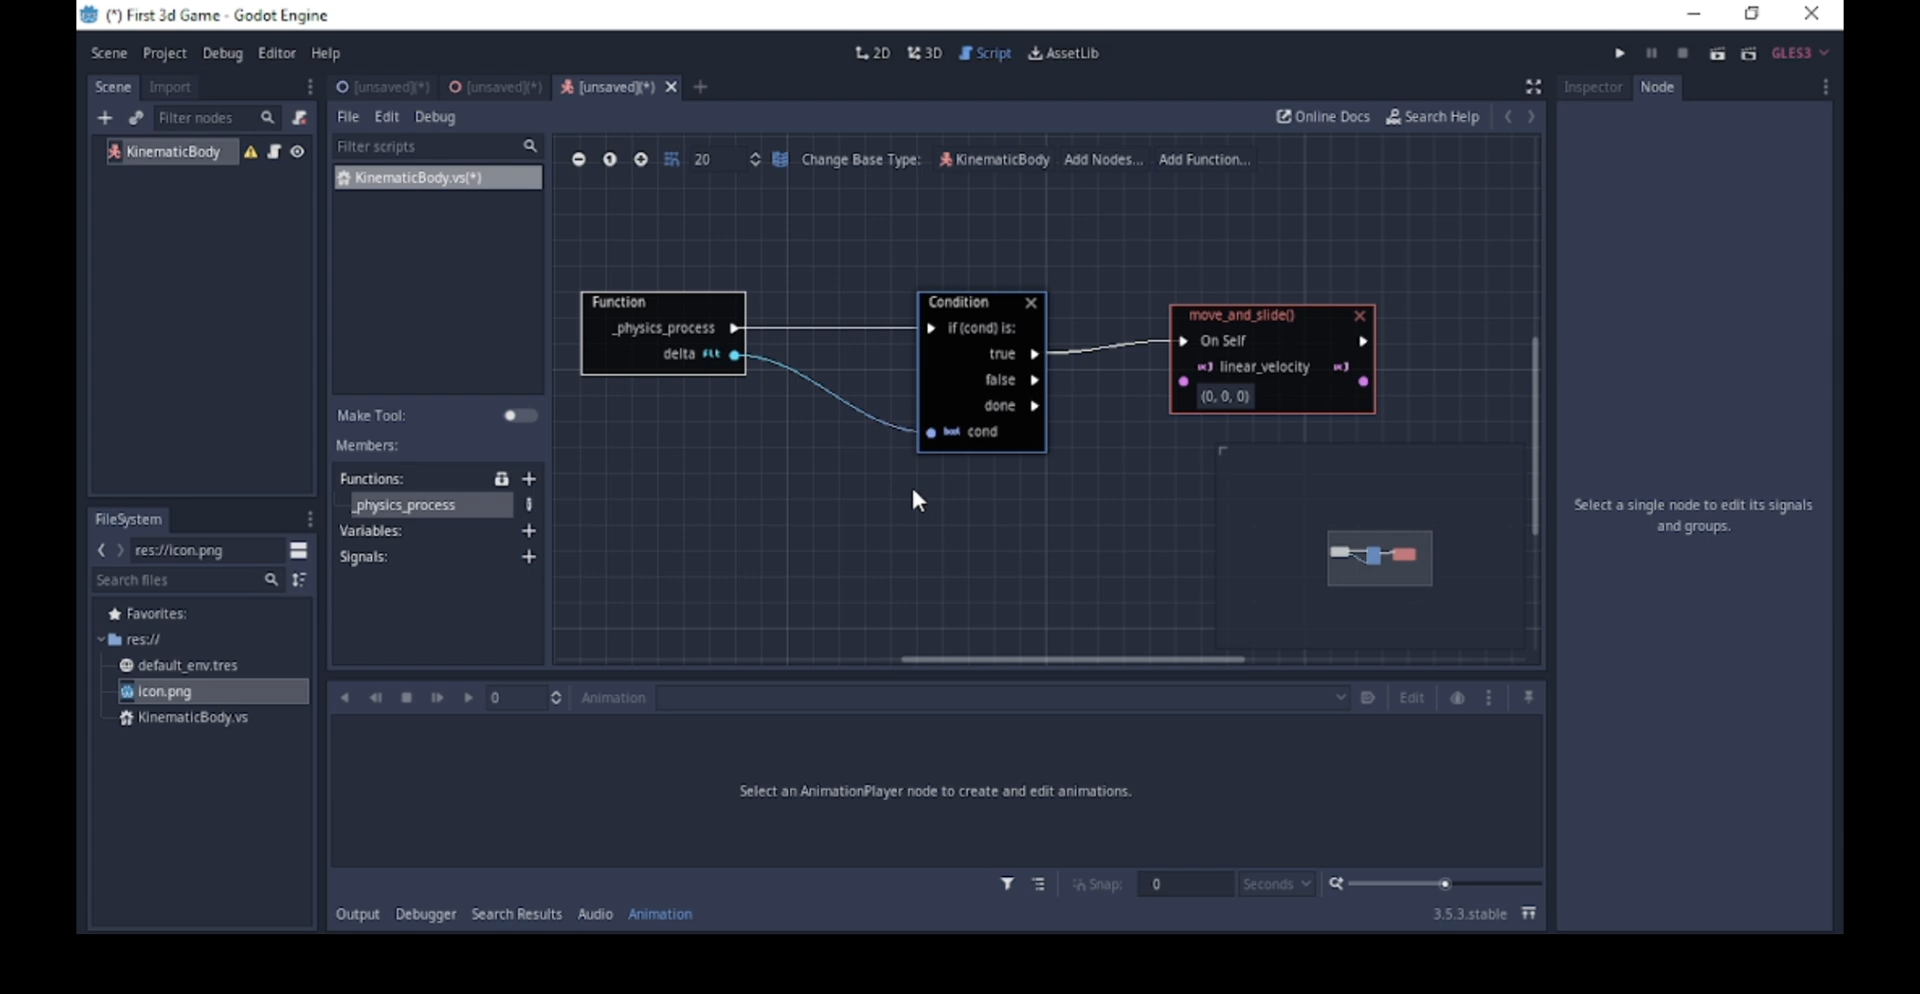 (*) First 3d Game - Godot Engine
Scene Project Debug Editor Help
2D 3D Script AssetLib
GLES3
Scene Import
[unsaved](*) [unsaved](*) [unsaved](*)
Inspector Node
Filter nodes
File Edit Debug
Online Docs Search Help
KinematicBody
Filter scripts
KinematicBody.vs(*)
20 Change Base Type: KinematicBody Add Nodes... Add Function...
Function
_physics_process
delta flt
Condition
if (cond) is:
true
false
done
bool cond
move_and_slide()
On Self
linear_velocity
(0, 0, 0)
Make Tool:
Members:
Functions:
_physics_process
Variables:
Signals:
Select a single node to edit its signals
and groups.
FileSystem
res://icon.png
Search files
Favorites:
res://
default_env.tres
icon.png
KinematicBody.vs
0 Animation Edit
Select an AnimationPlayer node to create and edit animations.
Snap: 0 Seconds
Output Debugger Search Results Audio Animation
3.5.3.stable